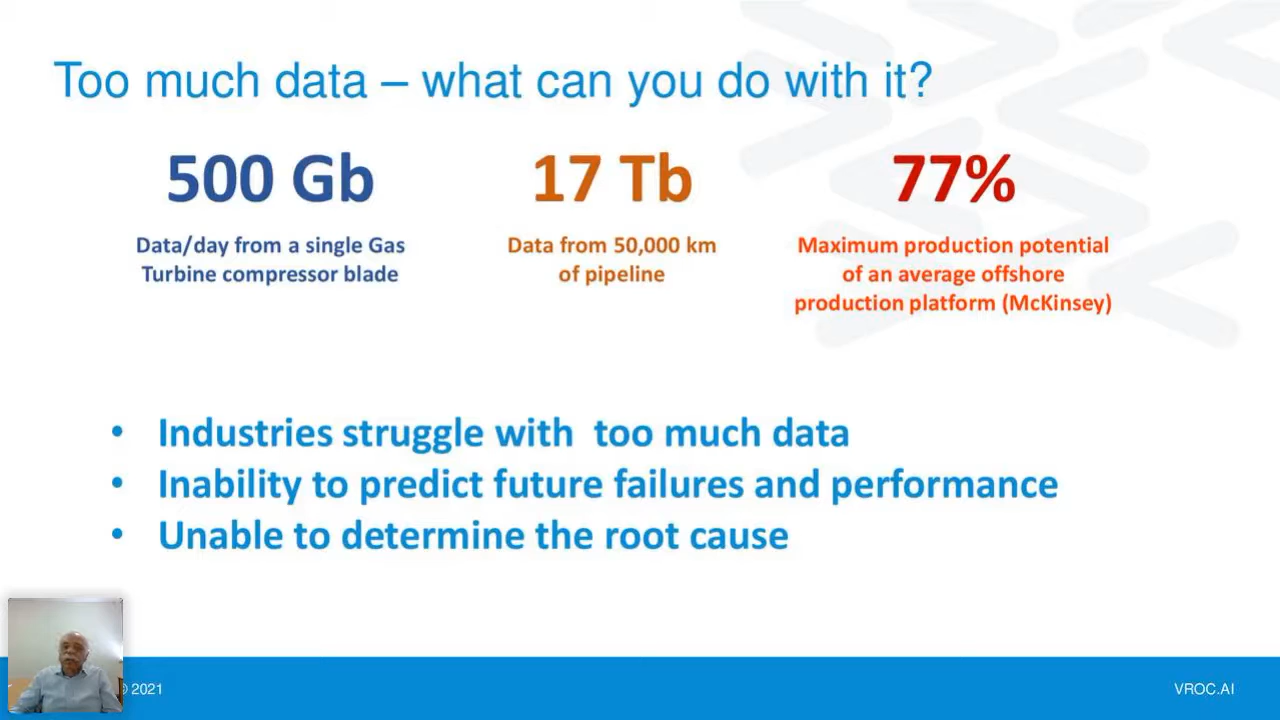 Too much data – what can you do with it?
500 Gb
Data/day from a single Gas
Turbine compressor blade
17 Tb
Data from 50,000 km
of pipeline
77%
Maximum production potential
of an average offshore
production platform (McKinsey)
• Industries struggle with  too much data
• Inability to predict future failures and performance
• Unable to determine the root cause
© 2021
VROC.AI